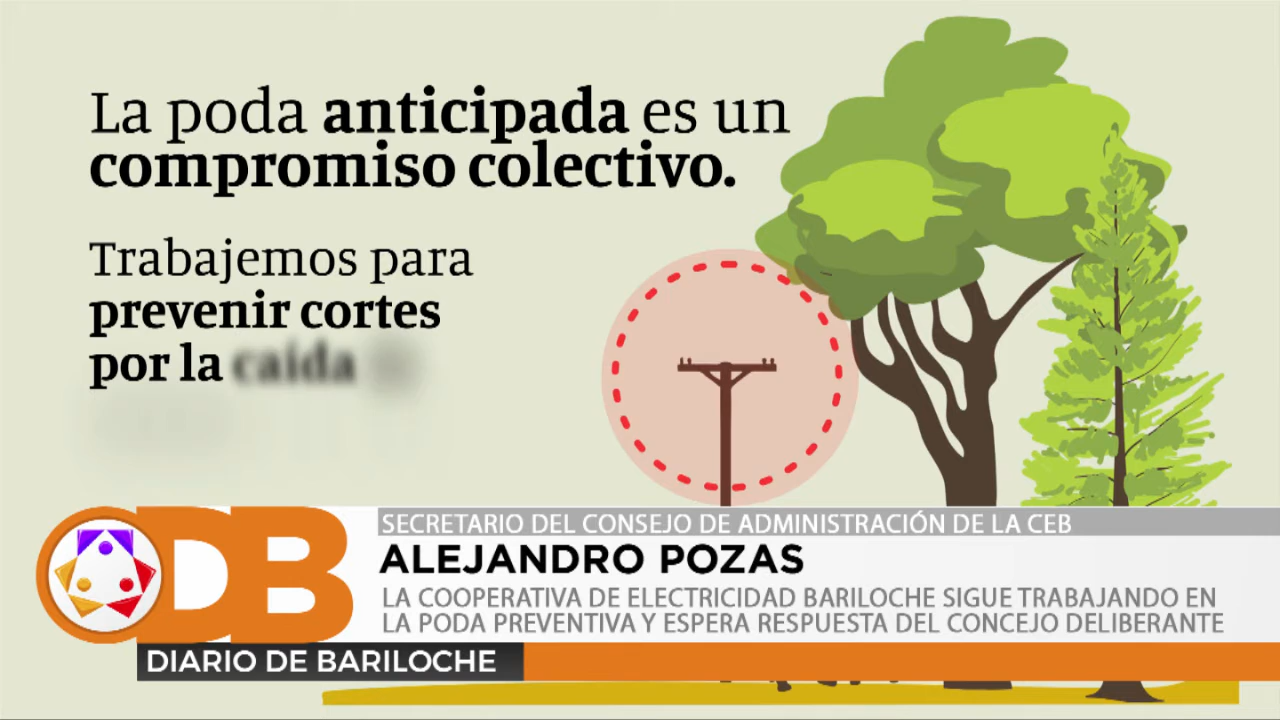 La poda anticipada es un
compromiso colectivo.
Trabajemos para
prevenir cortes
por la caída
SECRETARIO DEL CONSEJO DE ADMINISTRACIÓN DE LA CEB
ALEJANDRO POZAS
LA COOPERATIVA DE ELECTRICIDAD BARILOCHE SIGUE TRABAJANDO EN
LA PODA PREVENTIVA Y ESPERA RESPUESTA DEL CONCEJO DELIBERANTE
DB
DIARIO DE BARILOCHE